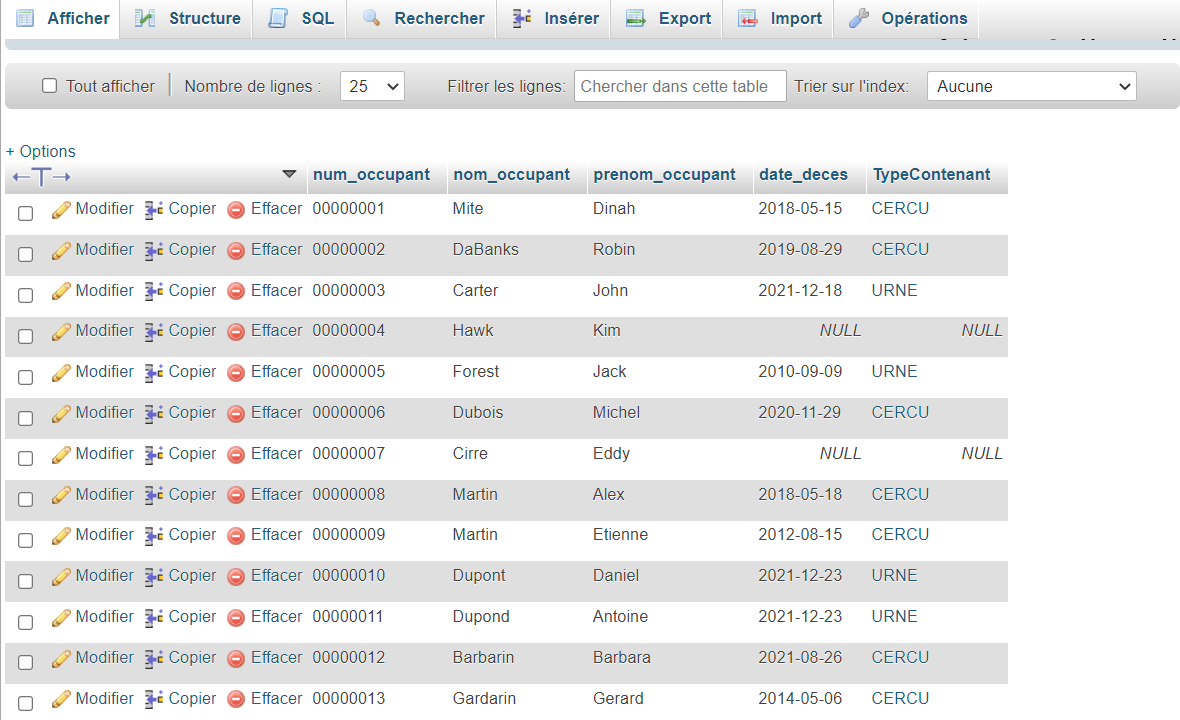 Afficher Structure SQL Rechercher Insérer Export Import Opérations
Tout afficher Nombre de lignes : 25 Filtrer les lignes: Chercher dans cette table Trier sur l'index: Aucune
+ Options
num_occupant nom_occupant prenom_occupant date_deces TypeContenant
Modifier Copier Effacer 00000001 Mite Dinah 2018-05-15 CERCU
Modifier Copier Effacer 00000002 DaBanks Robin 2019-08-29 CERCU
Modifier Copier Effacer 00000003 Carter John 2021-12-18 URNE
Modifier Copier Effacer 00000004 Hawk Kim NULL NULL
Modifier Copier Effacer 00000005 Forest Jack 2010-09-09 URNE
Modifier Copier Effacer 00000006 Dubois Michel 2020-11-29 CERCU
Modifier Copier Effacer 00000007 Cirre Eddy NULL NULL
Modifier Copier Effacer 00000008 Martin Alex 2018-05-18 CERCU
Modifier Copier Effacer 00000009 Martin Etienne 2012-08-15 CERCU
Modifier Copier Effacer 00000010 Dupont Daniel 2021-12-23 URNE
Modifier Copier Effacer 00000011 Dupond Antoine 2021-12-23 URNE
Modifier Copier Effacer 00000012 Barbarin Barbara 2021-08-26 CERCU
Modifier Copier Effacer 00000013 Gardarin Gerard 2014-05-06 CERCU